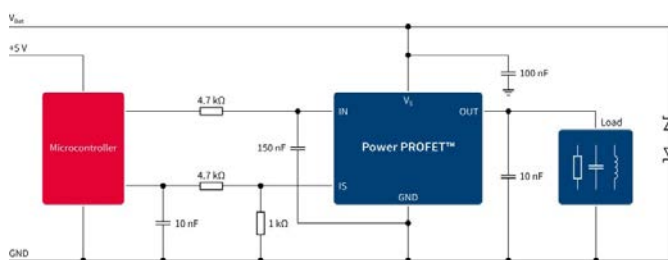 V_Bat
+5 V
100 nF
4.7 kΩ
V_S
IN
OUT
Load
Microcontroller
150 nF
Power PROFET™
4.7 kΩ
IS
10 nF
GND
10 nF
1 kΩ
GND